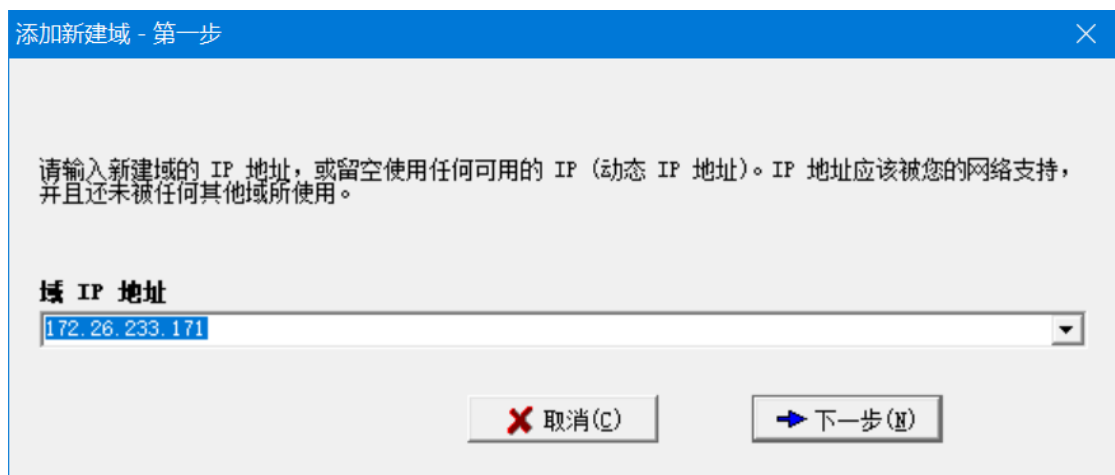 添加新建域 - 第一步
请输入新建域的 IP 地址，或留空使用任何可用的 IP (动态 IP 地址)。IP 地址应该被您的网络支持，
并且还未被任何其他域所使用。
域 IP 地址
172.26.233.171
取消(C) 下一步(N)